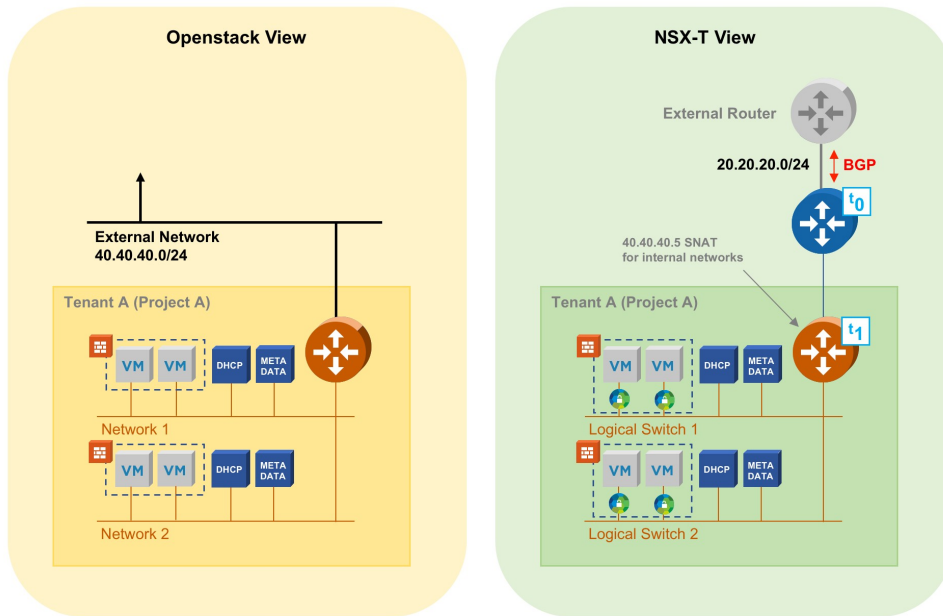 Openstack View
External Network
40.40.40.0/24
Tenant A (Project A)
VM
VM
DHCP
META
DATA
Network 1
VM
VM
DHCP
META
DATA
Network 2
NSX-T View
External Router
20.20.20.0/24
BGP
t0
40.40.40.5 SNAT
for internal networks
Tenant A (Project A)
t1
VM
VM
DHCP
META
DATA
Logical Switch 1
VM
VM
DHCP
META
DATA
Logical Switch 2